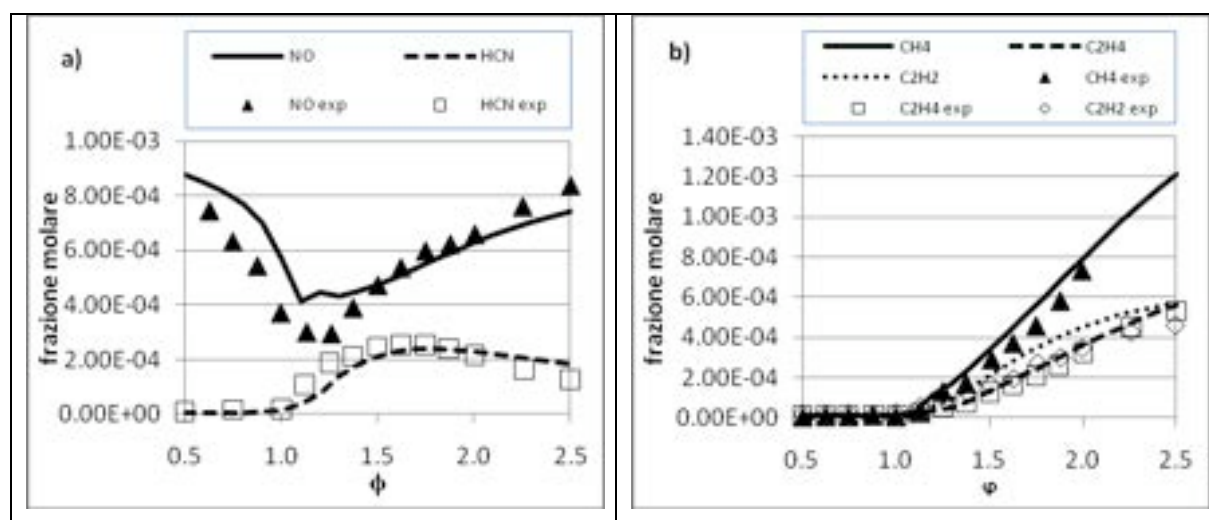 a)
NO
HCN
NO exp
HCN exp
1.00E-03
8.00E-04
6.00E-04
4.00E-04
2.00E-04
0.00E+00
frazione molare
0.5 1.0 1.5 2.0 2.5
ϕ
b)
CH4
C2H4
C2H2
CH4 exp
C2H4 exp
C2H2 exp
1.40E-03
1.20E-03
1.00E-03
8.00E-04
6.00E-04
4.00E-04
2.00E-04
0.00E+00
frazione molare
0.5 1.0 1.5 2.0 2.5
φ